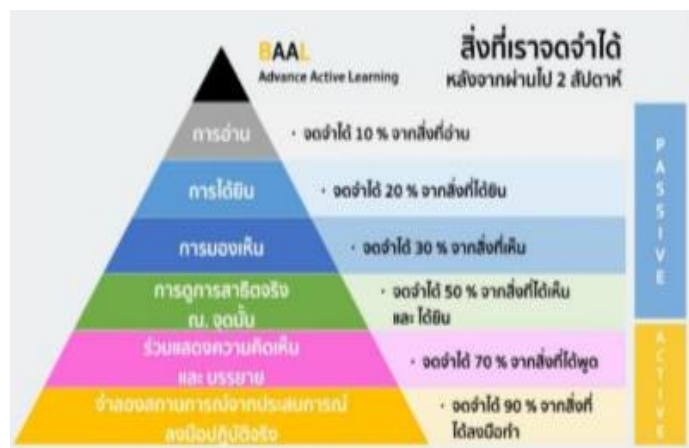 BAAL
Advance Active Learning
สิ่งที่เราจดจำได้
หลังจากผ่านไป 2 สัปดาห์
การอ่าน
• จดจำได้ 10 % จากสิ่งที่อ่าน
การได้ยิน
• จดจำได้ 20 % จากสิ่งที่ได้ยิน
การมองเห็น
• จดจำได้ 30 % จากสิ่งที่เห็น
การดูการสาธิตจริง
ณ. จุดนั้น
• จดจำได้ 50 % จากสิ่งที่ได้เห็น
และ ได้ยิน
ร่วมแสดงความคิดเห็น
และ บรรยาย
• จดจำได้ 70 % จากสิ่งที่ได้พูด
จำลองสถานการณ์จากประสบการณ์
ลงมือปฏิบัติจริง
• จดจำได้ 90 % จากสิ่งที่
ได้ลงมือทำ
PASSIVE
ACTIVE